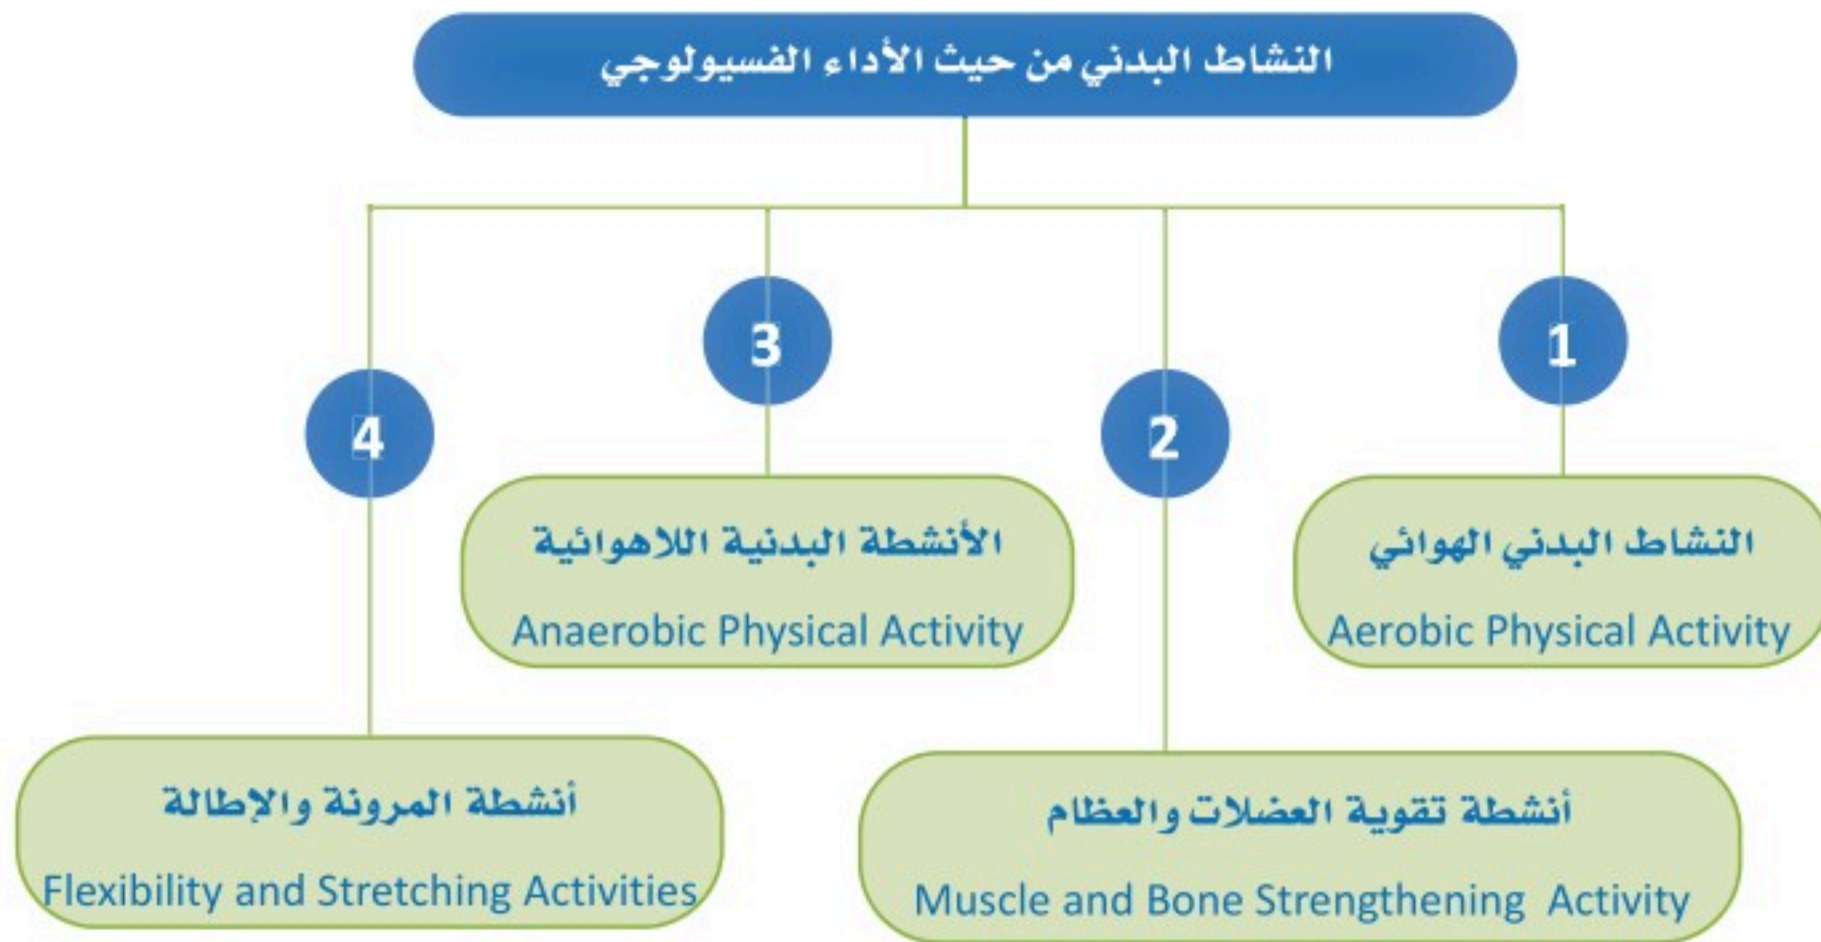 النشاط البدني من حيث الأداء الفسيولوجي
1
النشاط البدني الهوائي
Aerobic Physical Activity
2
أنشطة تقوية العضلات والعظام
Muscle and Bone Strengthening Activity
3
الأنشطة البدنية اللاهوائية
Anaerobic Physical Activity
4
أنشطة المرونة والإطالة
Flexibility and Stretching Activities